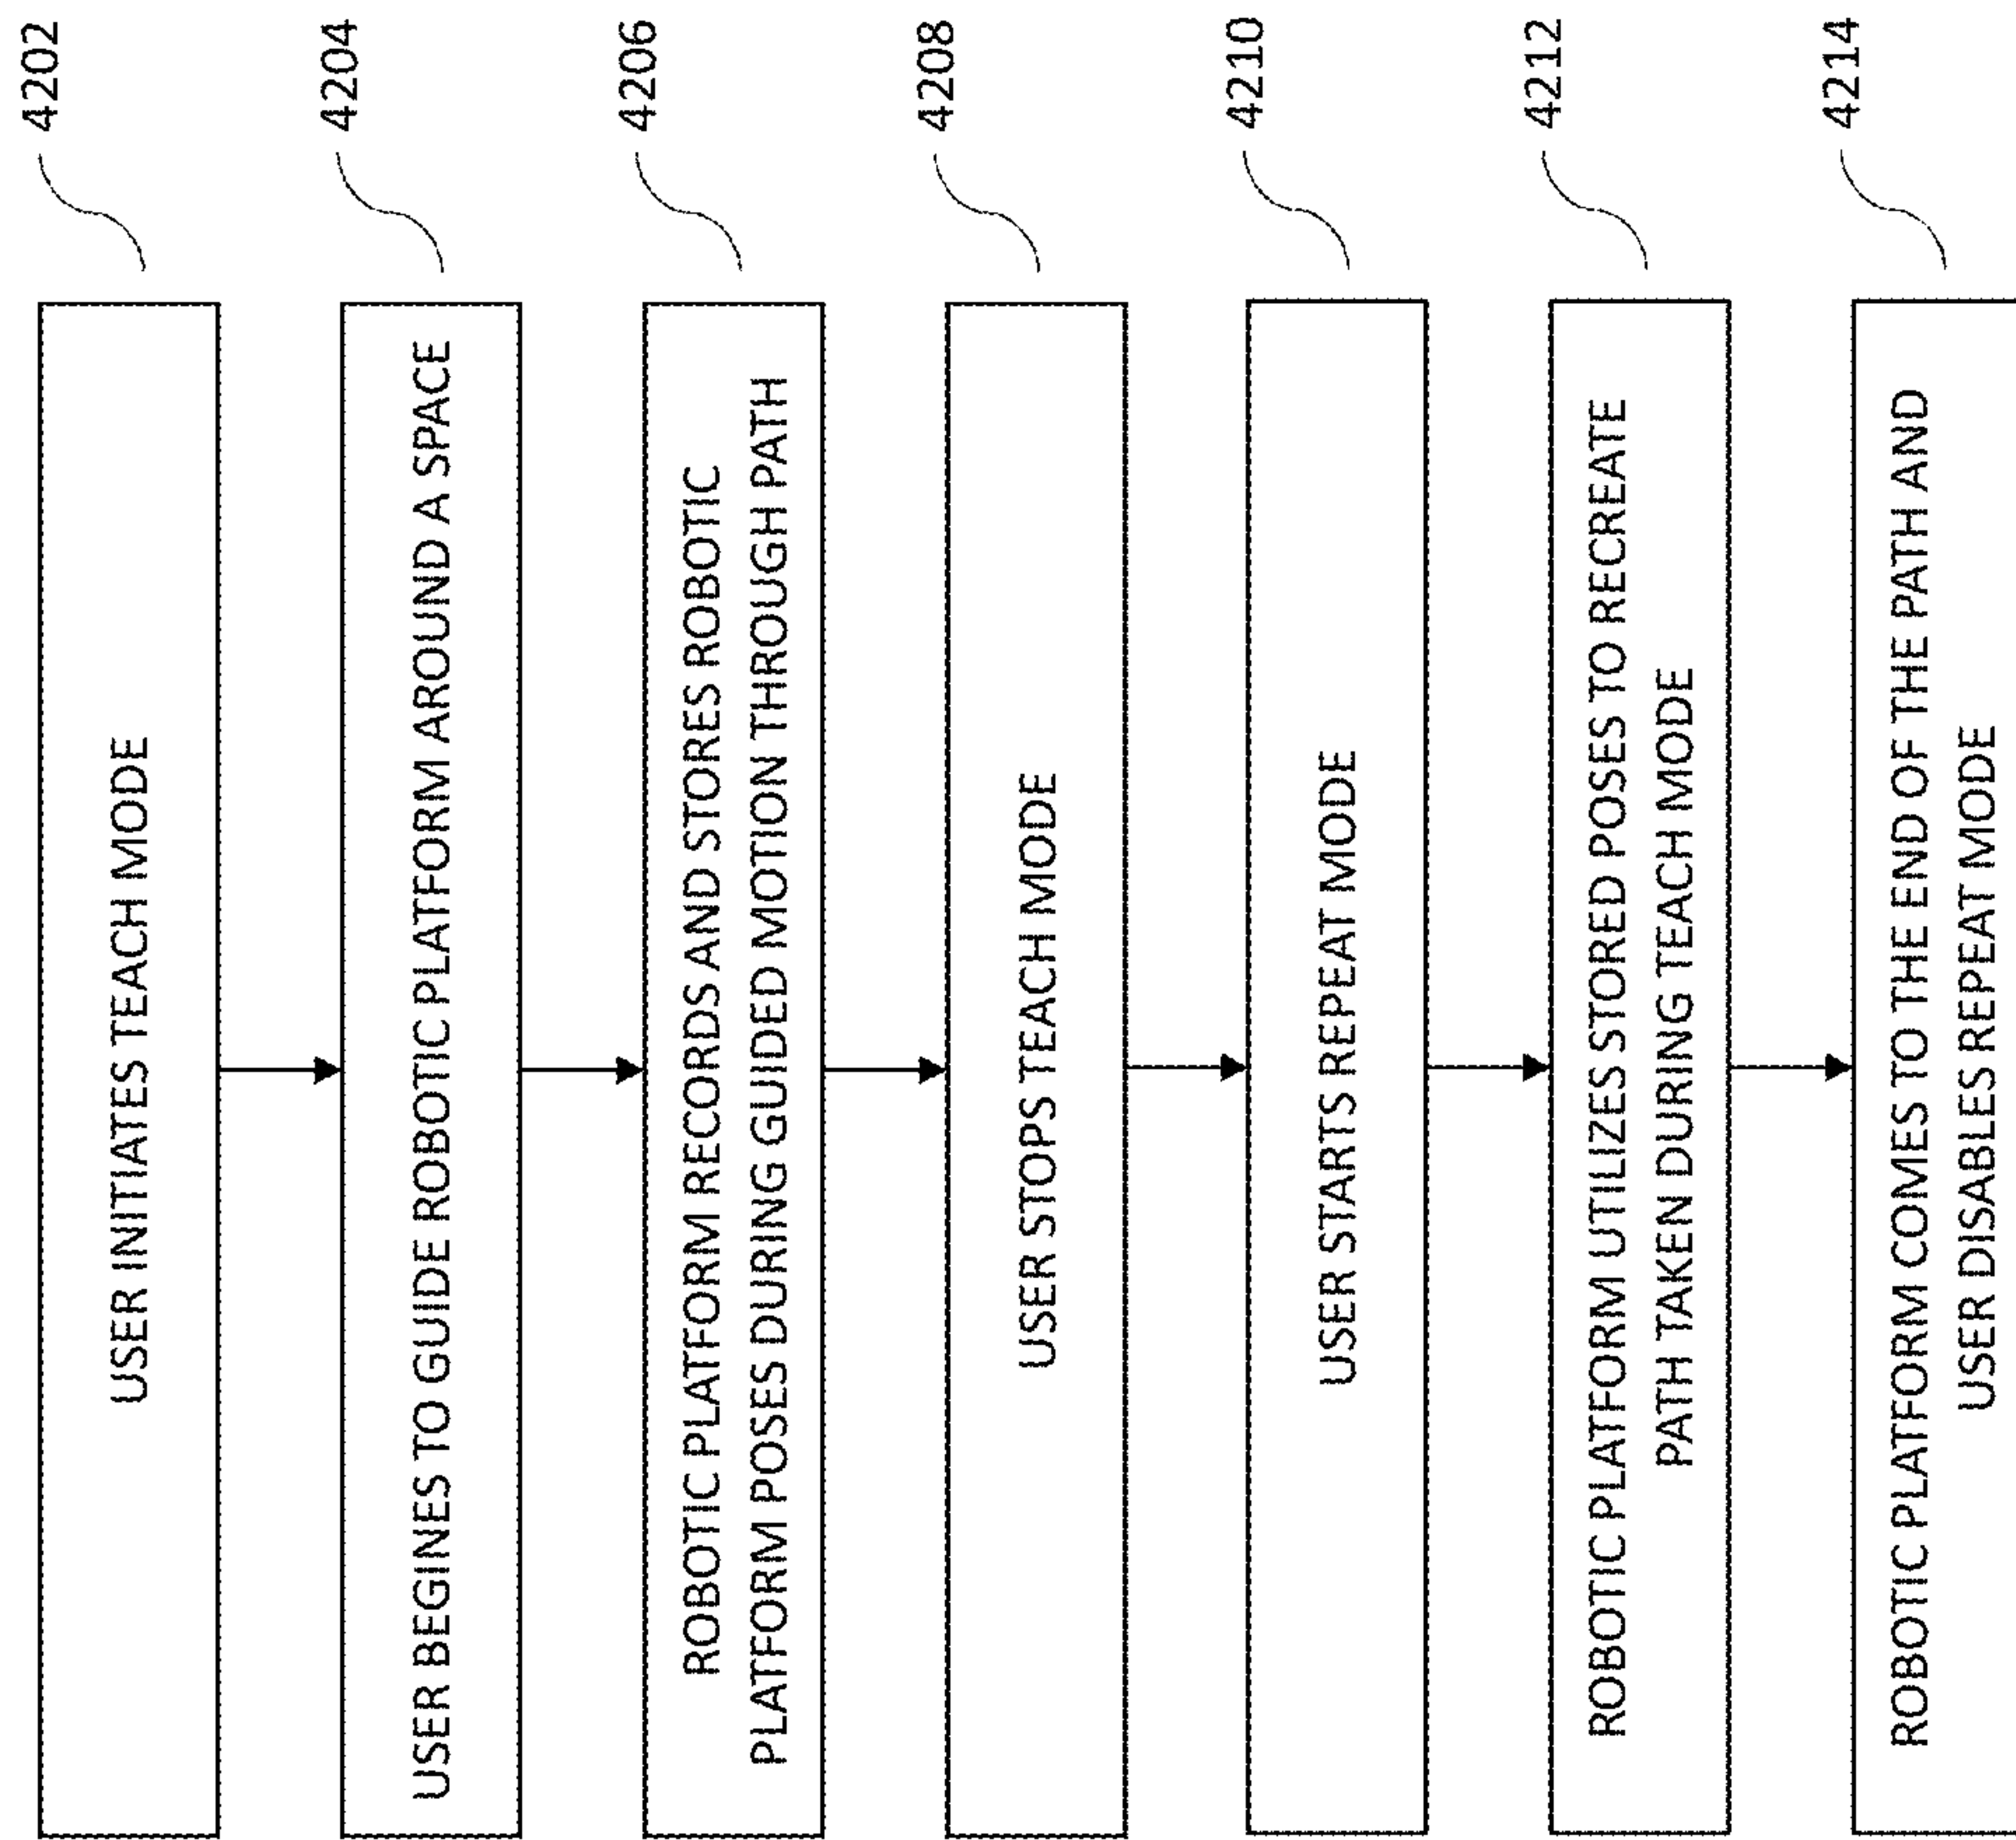 4202
USER INITIATES TEACH MODE
4204
USER BEGINES TO GUIDE ROBOTIC PLATFORM AROUND A SPACE
4206
ROBOTIC PLATFORM RECORDS AND STORES ROBOTIC
PLATFORM POSES DURING GUIDED MOTION THROUGH PATH
4208
USER STOPS TEACH MODE
4210
USER STARTS REPEAT MODE
4212
ROBOTIC PLATFORM UTILIZES STORED POSES TO RECREATE
PATH TAKEN DURING TEACH MODE
4214
ROBOTIC PLATFORM COMES TO THE END OF THE PATH AND
USER DISABLES REPEAT MODE